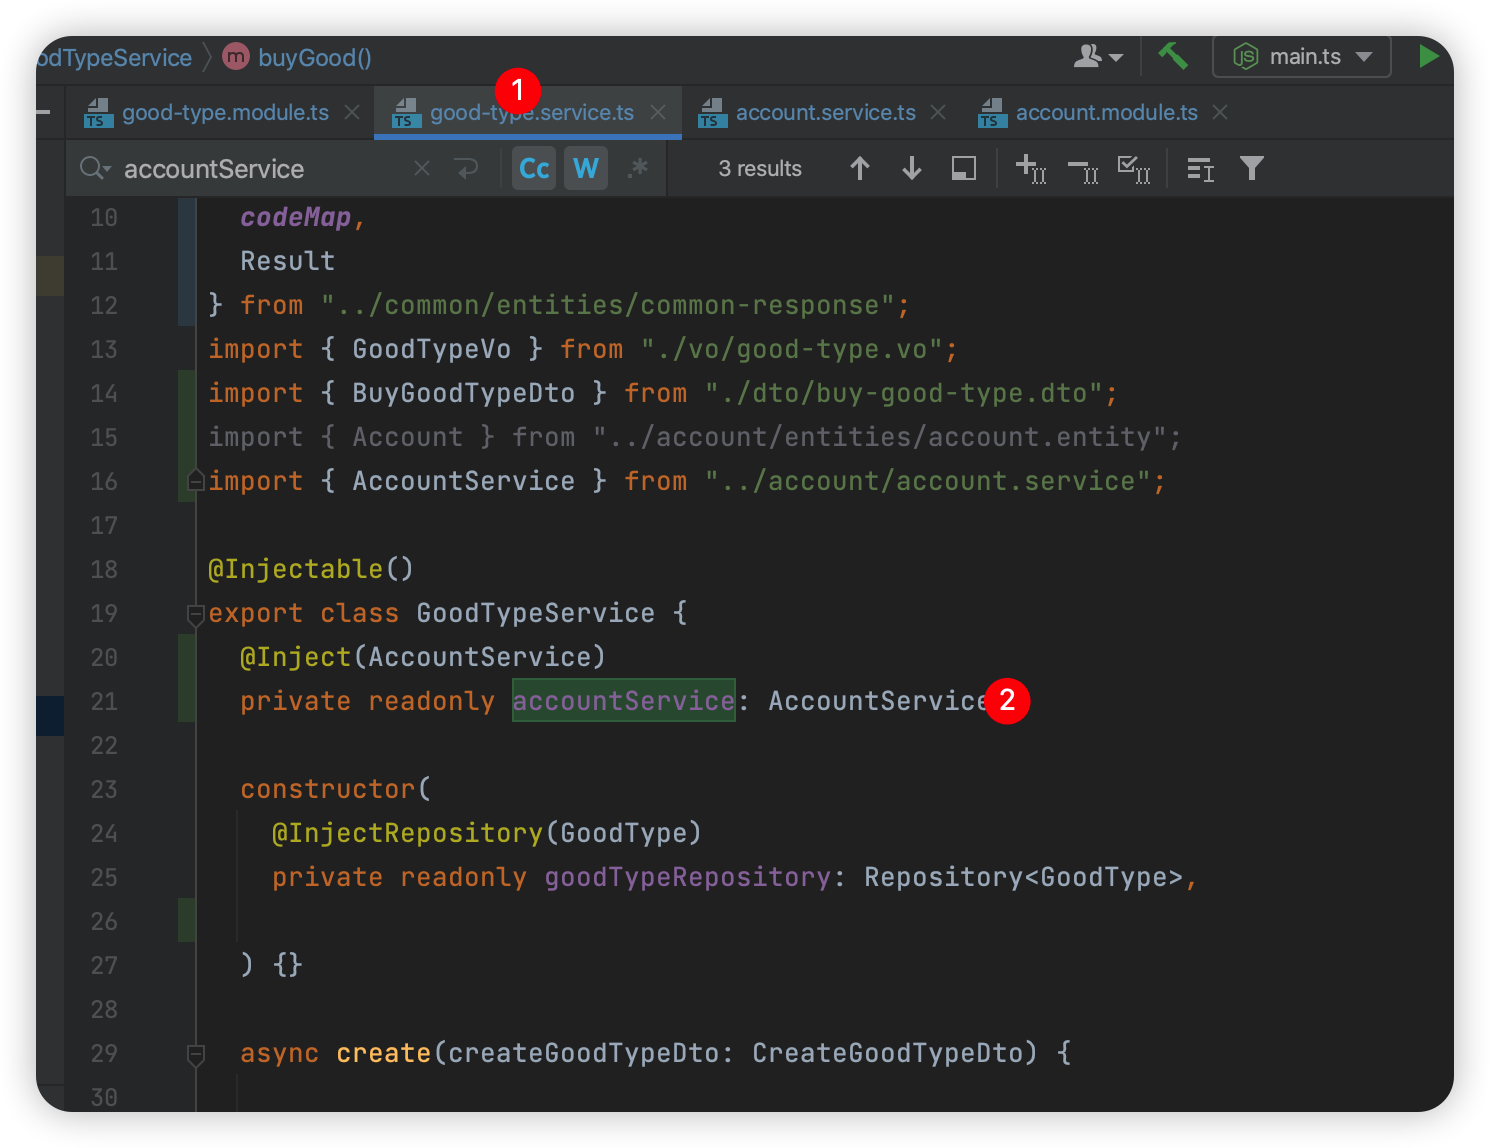 odTypeService m buyGood() main.ts
1
TS good-type.module.ts TS good-type.service.ts TS account.service.ts TS account.module.ts
accountService Cc W .* 3 results
10 codeMap,
11 Result
12 } from "../common/entities/common-response";
13 import { GoodTypeVo } from "./vo/good-type.vo";
14 import { BuyGoodTypeDto } from "./dto/buy-good-type.dto";
15 import { Account } from "../account/entities/account.entity";
16 import { AccountService } from "../account/account.service";
17
18 @Injectable()
19 export class GoodTypeService {
20 @Inject(AccountService)
21 private readonly accountService: AccountService 2
22
23 constructor(
24 @InjectRepository(GoodType)
25 private readonly goodTypeRepository: Repository<GoodType>,
26
27 ) {}
28
29 async create(createGoodTypeDto: CreateGoodTypeDto) {
30